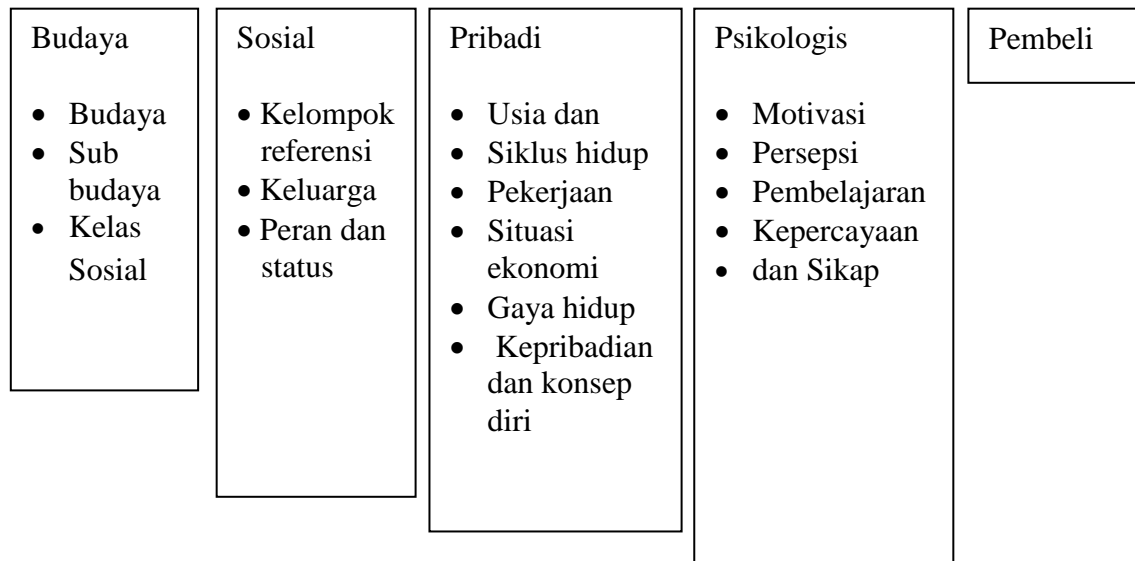 Budaya
• Budaya
• Sub
budaya
• Kelas
Sosial
Sosial
• Kelompok
referensi
• Keluarga
• Peran dan
status
Pribadi
• Usia dan
• Siklus hidup
• Pekerjaan
• Situasi
ekonomi
• Gaya hidup
• Kepribadian
dan konsep
diri
Psikologis
• Motivasi
• Persepsi
• Pembelajaran
• Kepercayaan
• dan Sikap
Pembeli